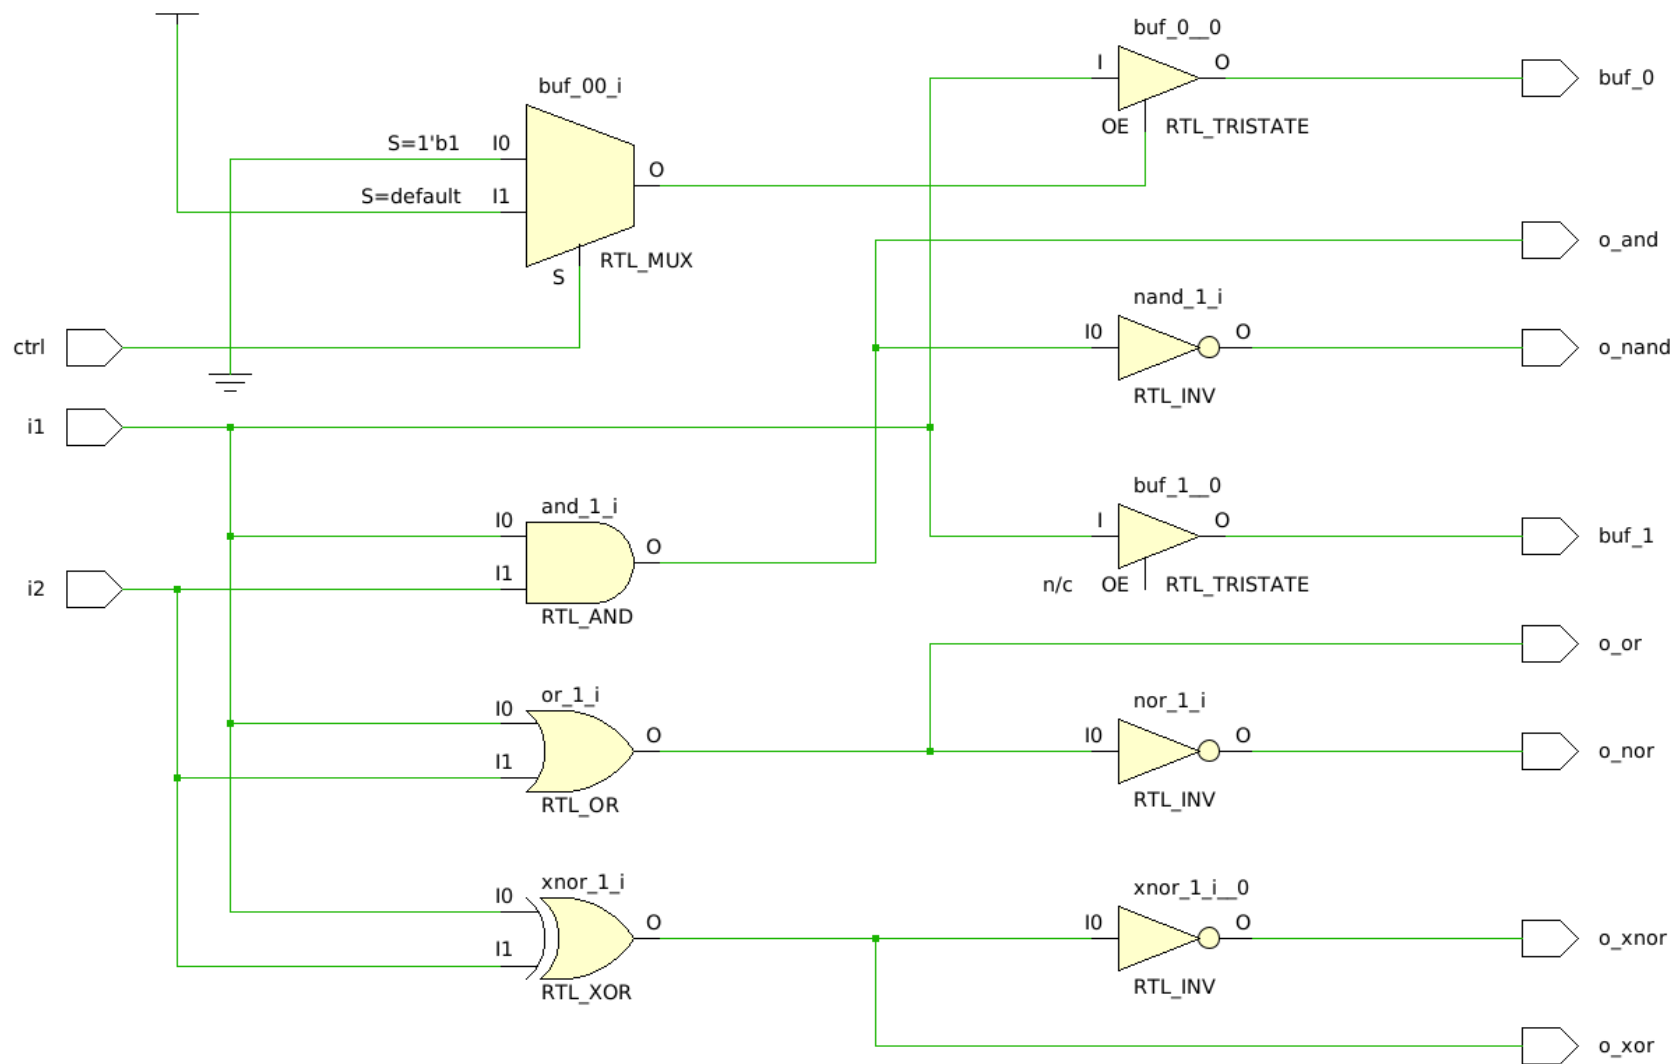 buf_0__0
I
O
buf_0
OE
RTL_TRISTATE
buf_00_i
S=1'b1
I0
S=default
I1
O
S
RTL_MUX
o_and
nand_1_i
I0
O
o_nand
RTL_INV
ctrl
i1
buf_1__0
I
O
buf_1
n/c
OE
RTL_TRISTATE
and_1_i
I0
I1
O
RTL_AND
i2
o_or
or_1_i
I0
I1
O
RTL_OR
nor_1_i
I0
O
o_nor
RTL_INV
xnor_1_i
I0
I1
O
RTL_XOR
xnor_1_i__0
I0
O
o_xnor
RTL_INV
o_xor